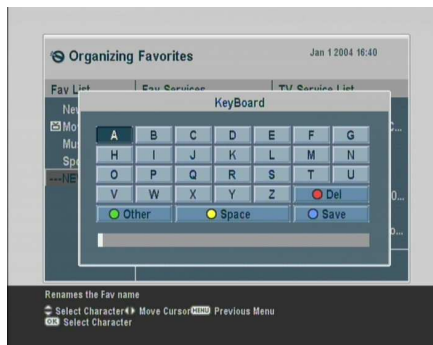 Organizing Favorites
Jan 1 2004 16:40
Fav List Fav Services TV Service List
KeyBoard
A B C D E F G
H I J K L M N
O P Q R S T U
V W X Y Z Del
Other Space Save
Renames the Fav name
Select Character Move Cursor MENU Previous Menu
OK Select Character